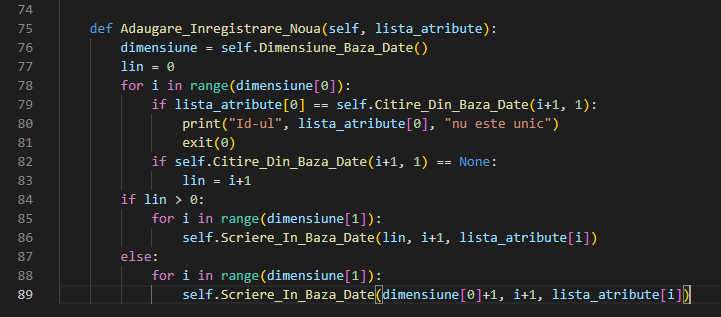 74
75 def Adaugare_Inregistrare_Noua(self, lista_atribute):
76 dimensiune = self.Dimensiune_Baza_Date()
77 lin = 0
78 for i in range(dimensiune[0]):
79 if lista_atribute[0] == self.Citire_Din_Baza_Date(i+1, 1):
80 print("Id-ul", lista_atribute[0], "nu este unic")
81 exit(0)
82 if self.Citire_Din_Baza_Date(i+1, 1) == None:
83 lin = i+1
84 if lin > 0:
85 for i in range(dimensiune[1]):
86 self.Scriere_In_Baza_Date(lin, i+1, lista_atribute[i])
87 else:
88 for i in range(dimensiune[1]):
89 self.Scriere_In_Baza_Date(dimensiune[0]+1, i+1, lista_atribute[i])